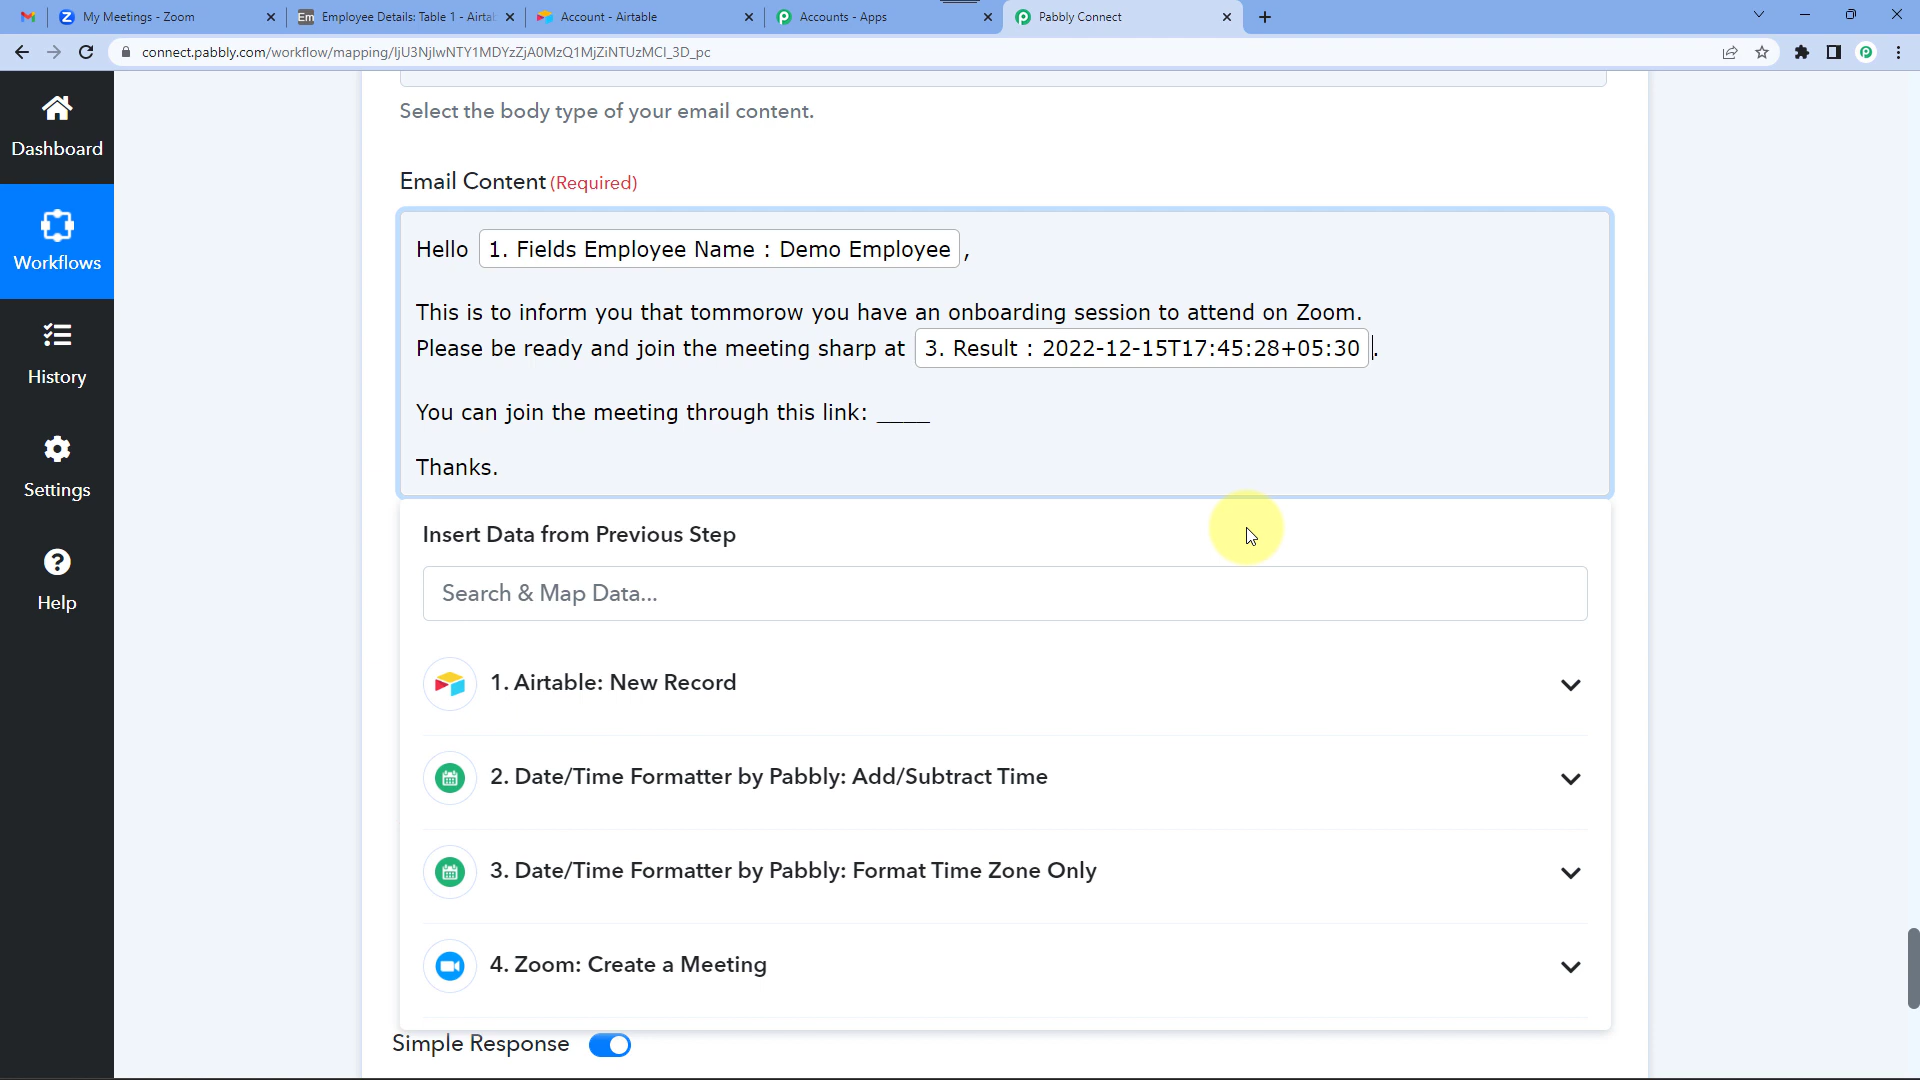 My Meetings - Zoom
Em Employee Details: Table 1 - Airtal
Account - Airtable
Accounts - Apps
Pabbly Connect
connect.pabbly.com/workflow/mapping/IjU3NjIwNTY1MDYzZjA0MzQ1MjZiNTUzMCI_3D_pc
Dashboard
Workflows
History
Settings
Help
Select the body type of your email content.
Email Content (Required)
Hello 1. Fields Employee Name : Demo Employee ,
This is to inform you that tommorow you have an onboarding session to attend on Zoom.
Please be ready and join the meeting sharp at 3. Result : 2022-12-15T17:45:28+05:30 .
You can join the meeting through this link: ____
Thanks.
Insert Data from Previous Step
Search & Map Data...
1. Airtable: New Record
2. Date/Time Formatter by Pabbly: Add/Subtract Time
3. Date/Time Formatter by Pabbly: Format Time Zone Only
4. Zoom: Create a Meeting
Simple Response